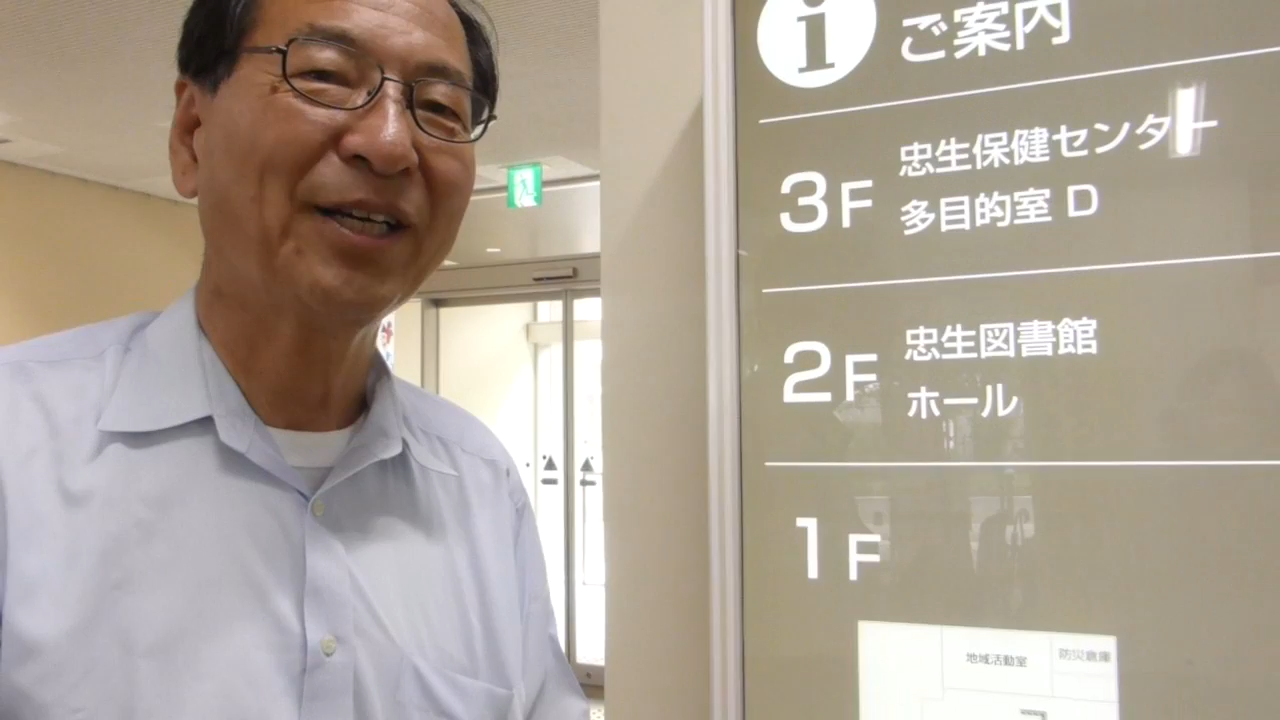 i ご案内
3F 忠生保健センター
多目的室 D
2F 忠生図書館
ホール
1F
地域活動室 防災倉庫